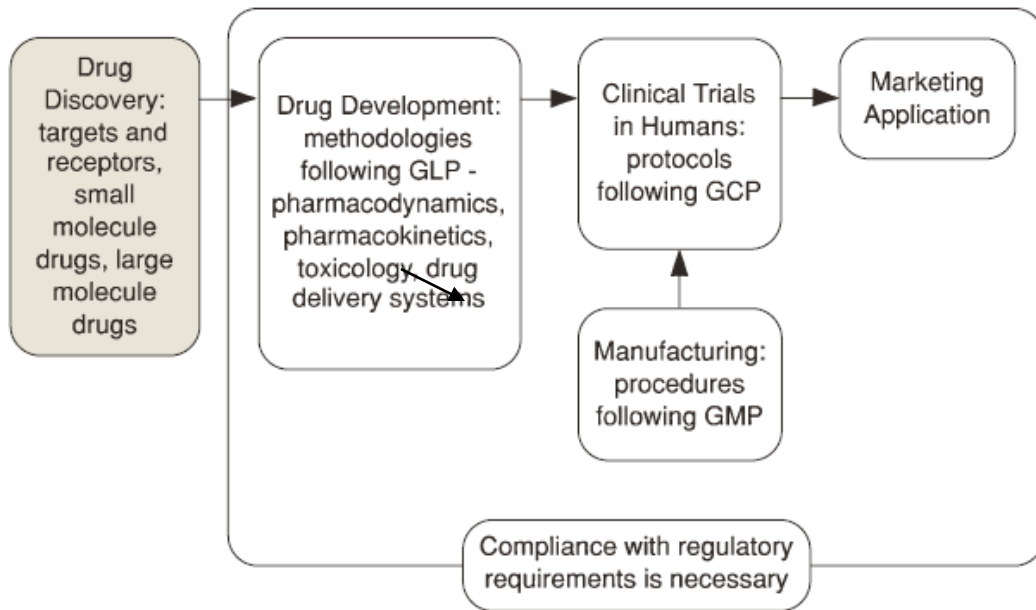 Drug
Discovery:
targets and
receptors,
small
molecule
drugs, large
molecule
drugs
Drug Development:
methodologies
following GLP -
pharmacodynamics,
pharmacokinetics,
toxicology, drug
delivery systems
Clinical Trials
in Humans:
protocols
following GCP
Marketing
Application
Manufacturing:
procedures
following GMP
Compliance with regulatory
requirements is necessary